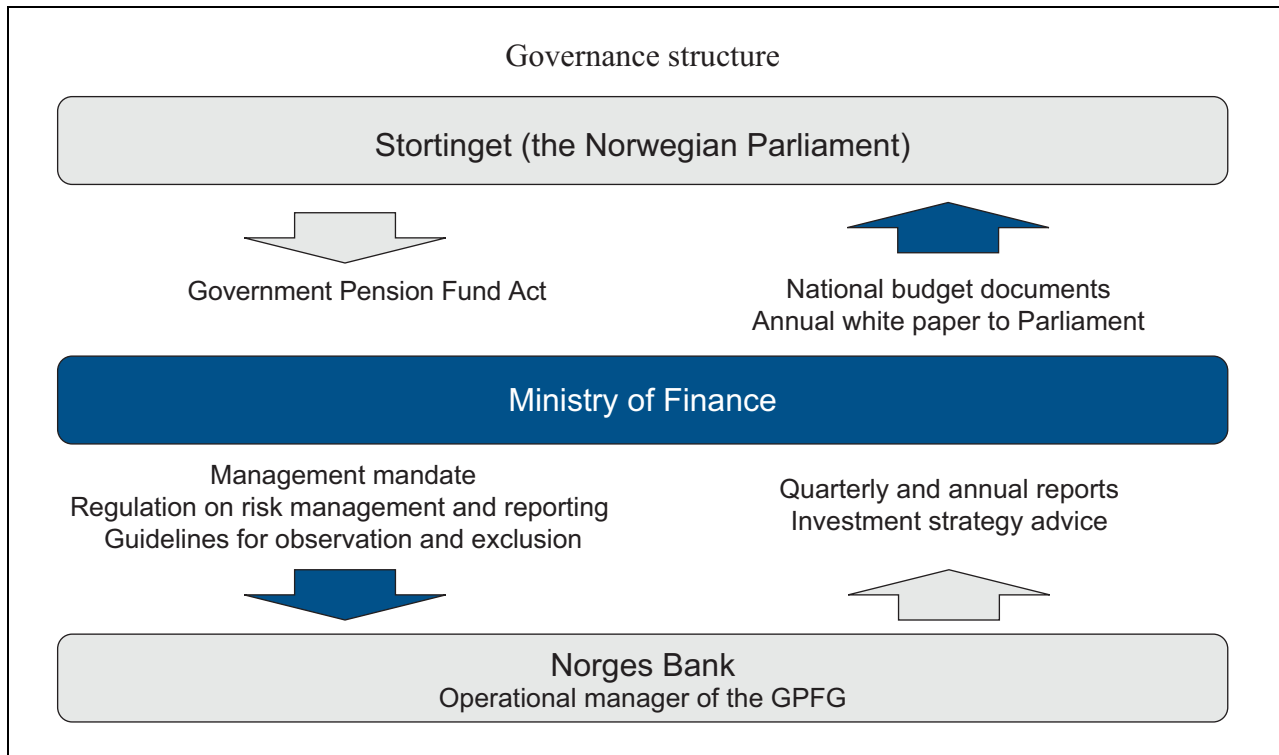 Governance structure
Stortinget (the Norwegian Parliament)
Government Pension Fund Act
National budget documents
Annual white paper to Parliament
Ministry of Finance
Management mandate
Regulation on risk management and reporting
Guidelines for observation and exclusion
Quarterly and annual reports
Investment strategy advice
Norges Bank
Operational manager of the GPFG